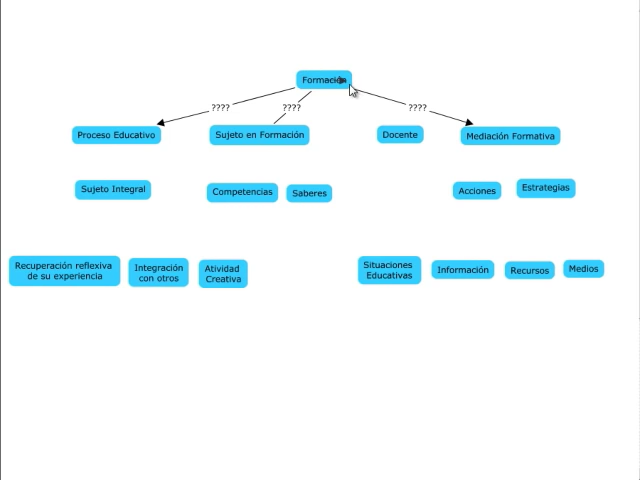 Formación
???? ???? ????
Proceso Educativo
Sujeto en Formación
Docente
Mediación Formativa
Sujeto Integral
Competencias
Saberes
Acciones
Estrategias
Recuperación reflexiva
de su experiencia
Integración
con otros
Atividad
Creativa
Situaciones
Educativas
Información
Recursos
Medios